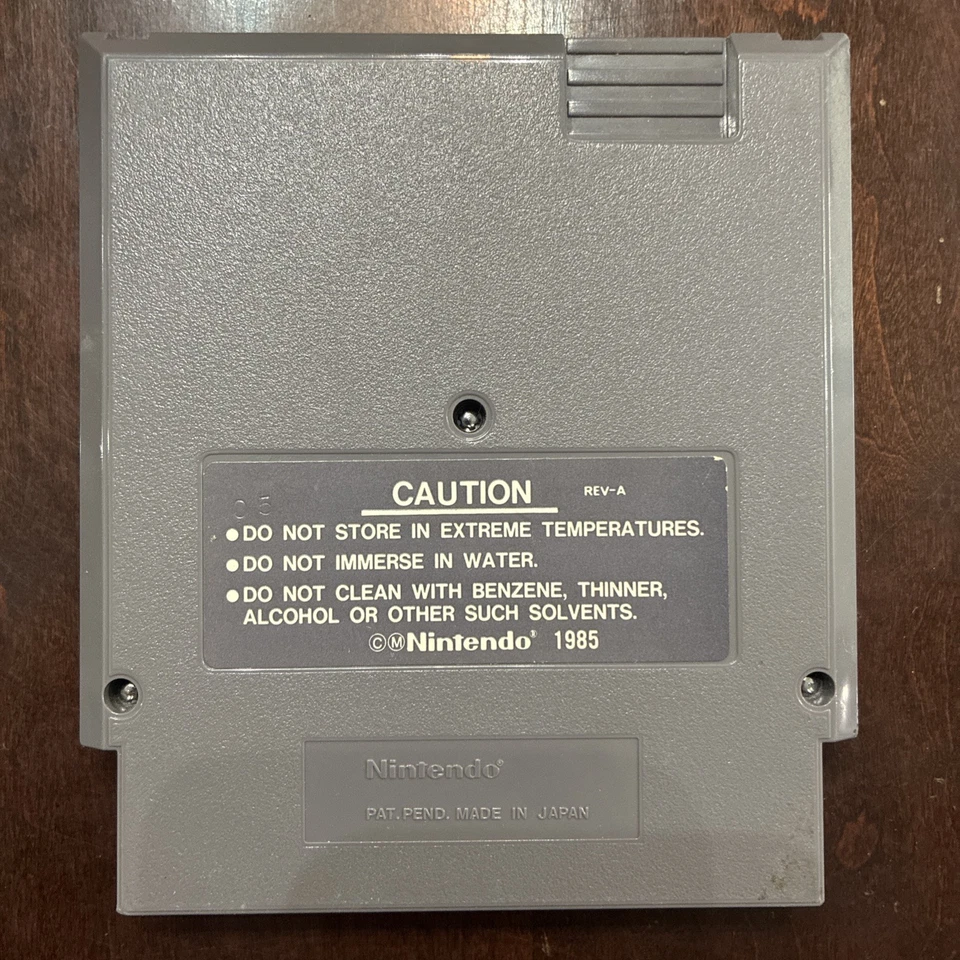 CAUTION REV-A
05
●DO NOT STORE IN EXTREME TEMPERATURES.
●DO NOT IMMERSE IN WATER.
●DO NOT CLEAN WITH BENZENE, THINNER,
ALCOHOL OR OTHER SUCH SOLVENTS.
©ⓂNintendo® 1985
Nintendo®
PAT.PEND. MADE IN JAPAN